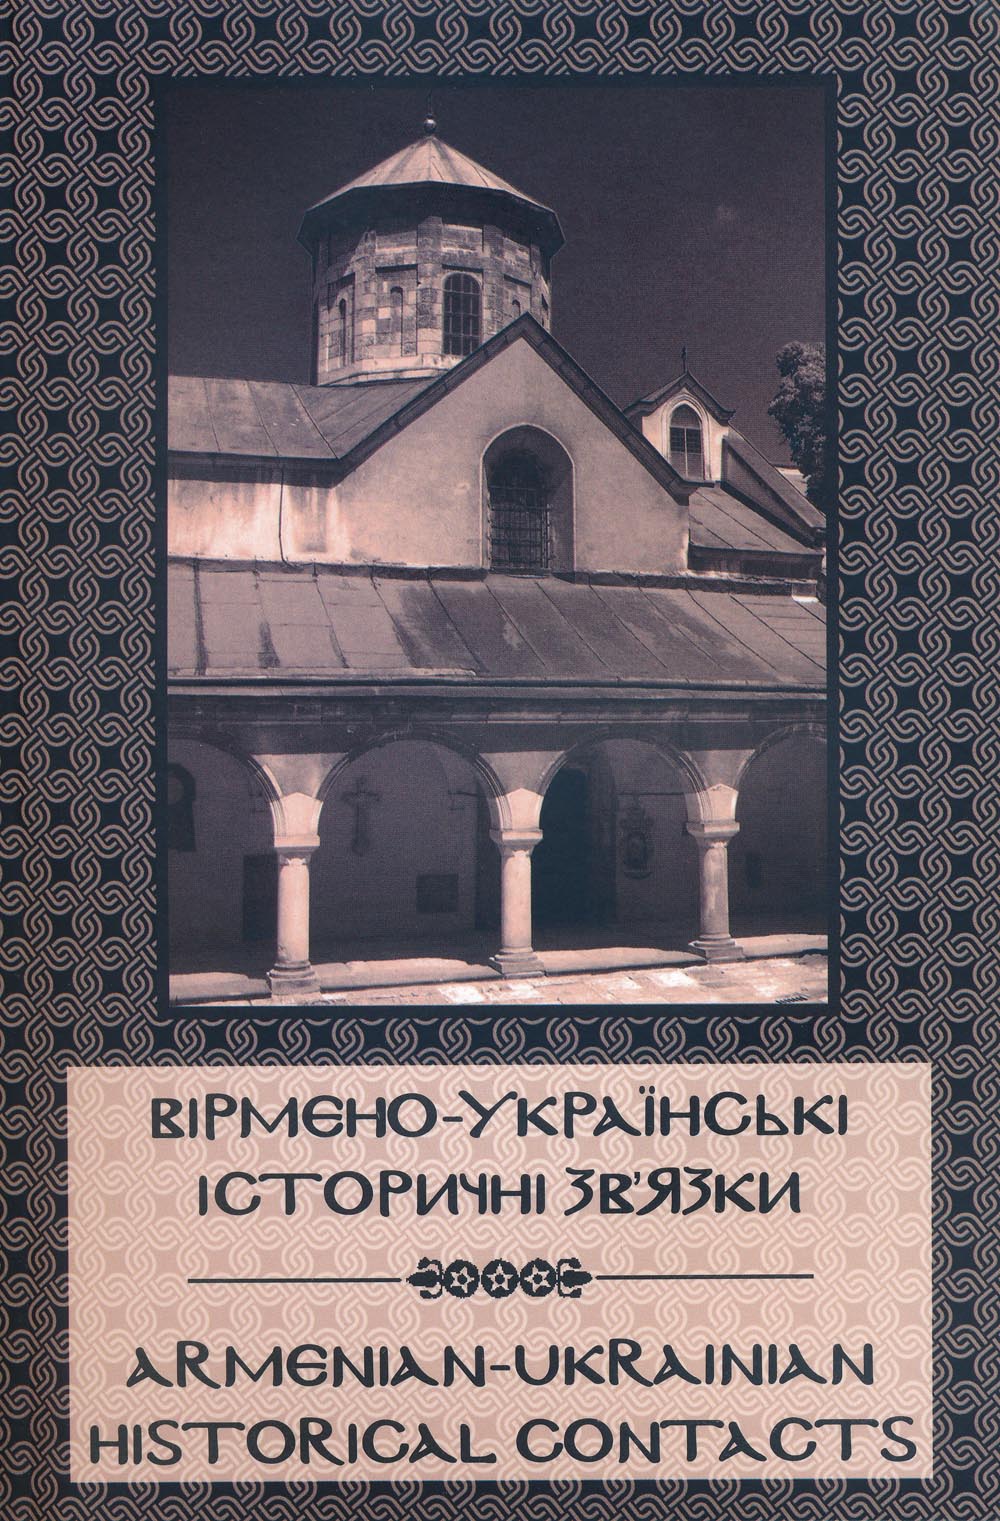 ВІРМЕНО-УКРАЇНСЬКІ
ІСТОРИЧНІ ЗВ'ЯЗКИ
ARMENIAN-UKRAINIAN
HISTORICAL CONTACTS